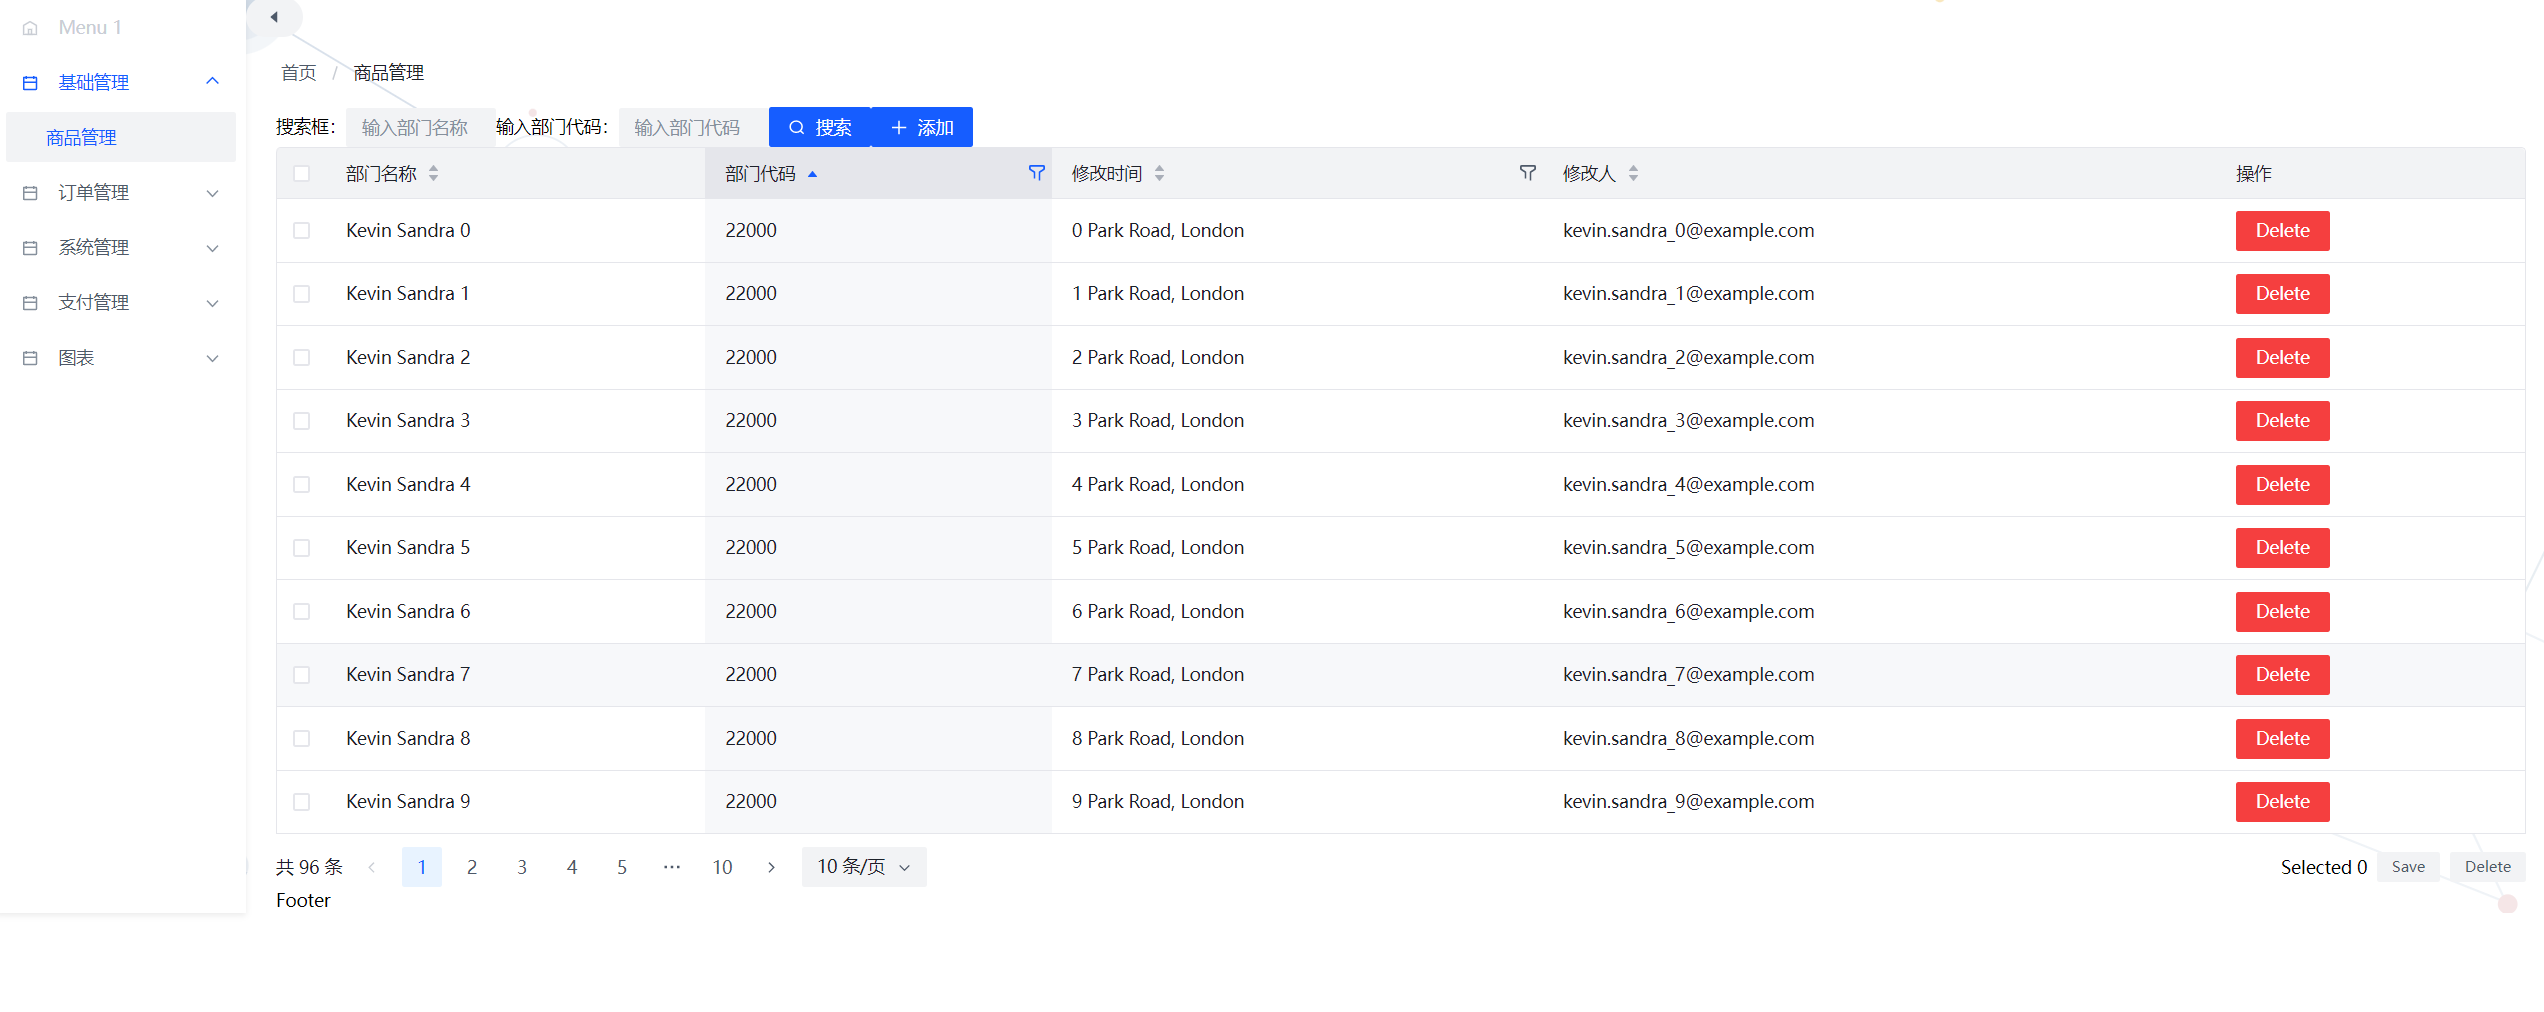 Menu 1
基础管理
商品管理
订单管理
系统管理
支付管理
图表
首页 / 商品管理
搜索框： 输入部门名称 输入部门代码： 输入部门代码 搜索 添加
部门名称 部门代码 修改时间 修改人 操作
Kevin Sandra 0 22000 0 Park Road, London kevin.sandra_0@example.com Delete
Kevin Sandra 1 22000 1 Park Road, London kevin.sandra_1@example.com Delete
Kevin Sandra 2 22000 2 Park Road, London kevin.sandra_2@example.com Delete
Kevin Sandra 3 22000 3 Park Road, London kevin.sandra_3@example.com Delete
Kevin Sandra 4 22000 4 Park Road, London kevin.sandra_4@example.com Delete
Kevin Sandra 5 22000 5 Park Road, London kevin.sandra_5@example.com Delete
Kevin Sandra 6 22000 6 Park Road, London kevin.sandra_6@example.com Delete
Kevin Sandra 7 22000 7 Park Road, London kevin.sandra_7@example.com Delete
Kevin Sandra 8 22000 8 Park Road, London kevin.sandra_8@example.com Delete
Kevin Sandra 9 22000 9 Park Road, London kevin.sandra_9@example.com Delete
共 96 条 1 2 3 4 5 ··· 10 10 条/页 Selected 0 Save Delete
Footer